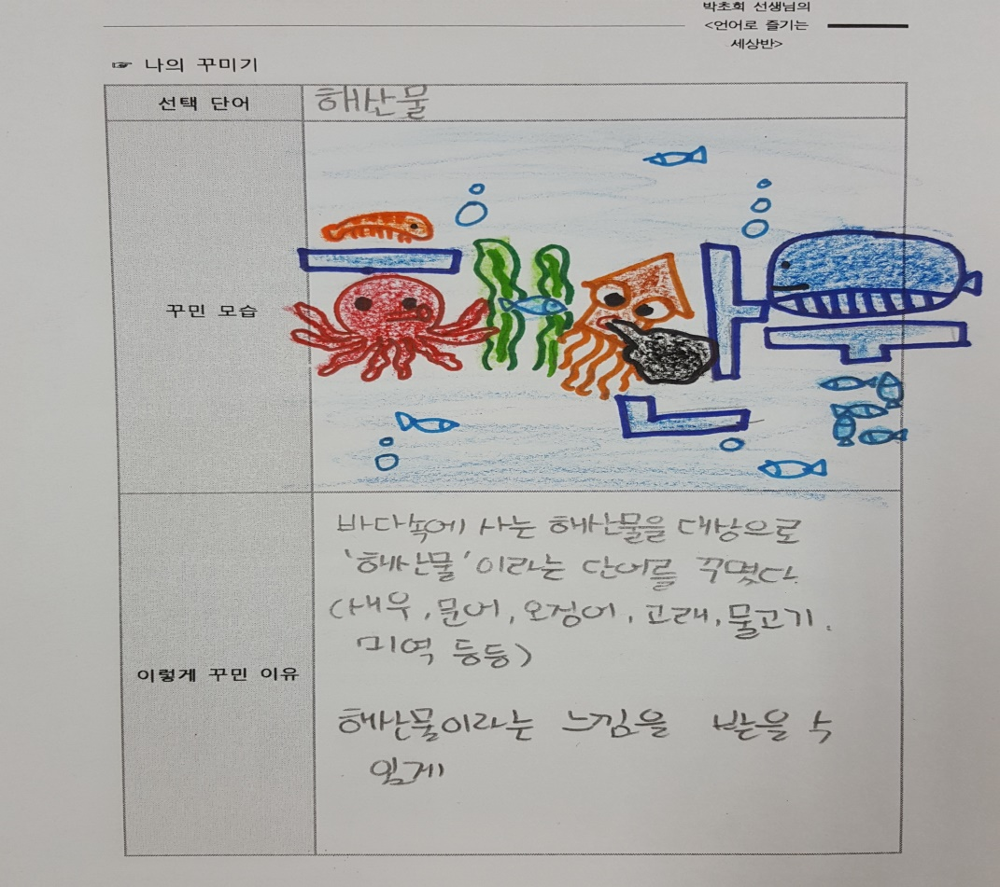 박초희 선생님의
<언어로 즐기는
세상반>
☞ 나의 꾸미기
선택 단어
해산물
꾸민 모습
이렇게 꾸민 이유
바다속에 사는 해산물을 대상으로
'해산물'이라는 단어를 꾸몄다.
(새우, 문어, 오징어, 고래, 물고기,
미역 등등)
해산물이라는 느낌을 받을 수
있게